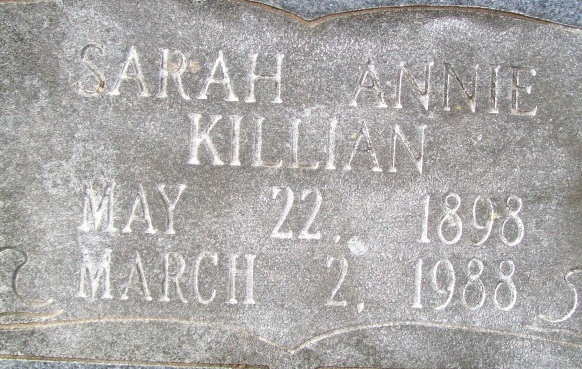 SARAH ANNIE
KILLIAN
MAY 22, 1898
MARCH 2, 1988